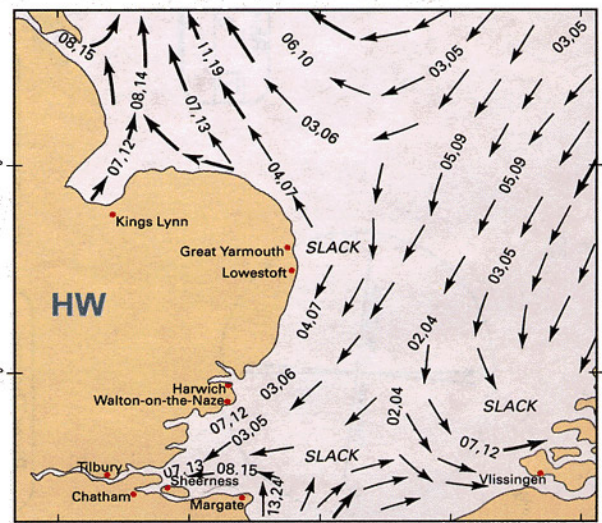 08,15
08,14
11,19
06,10
03,05
03,05
07,13
03,06
05,09
07,12
04,07
05,09
Kings Lynn
Great Yarmouth
SLACK
Lowestoft
03,05
HW
04,07
02,04
Harwich
03,06
Walton-on-the-Naze
02,04
SLACK
07,12
03,05
07,12
SLACK
Tilbury
07,13
08.15
Sheerness
Vlissingen
Chatham
Margate
13,24
°
°